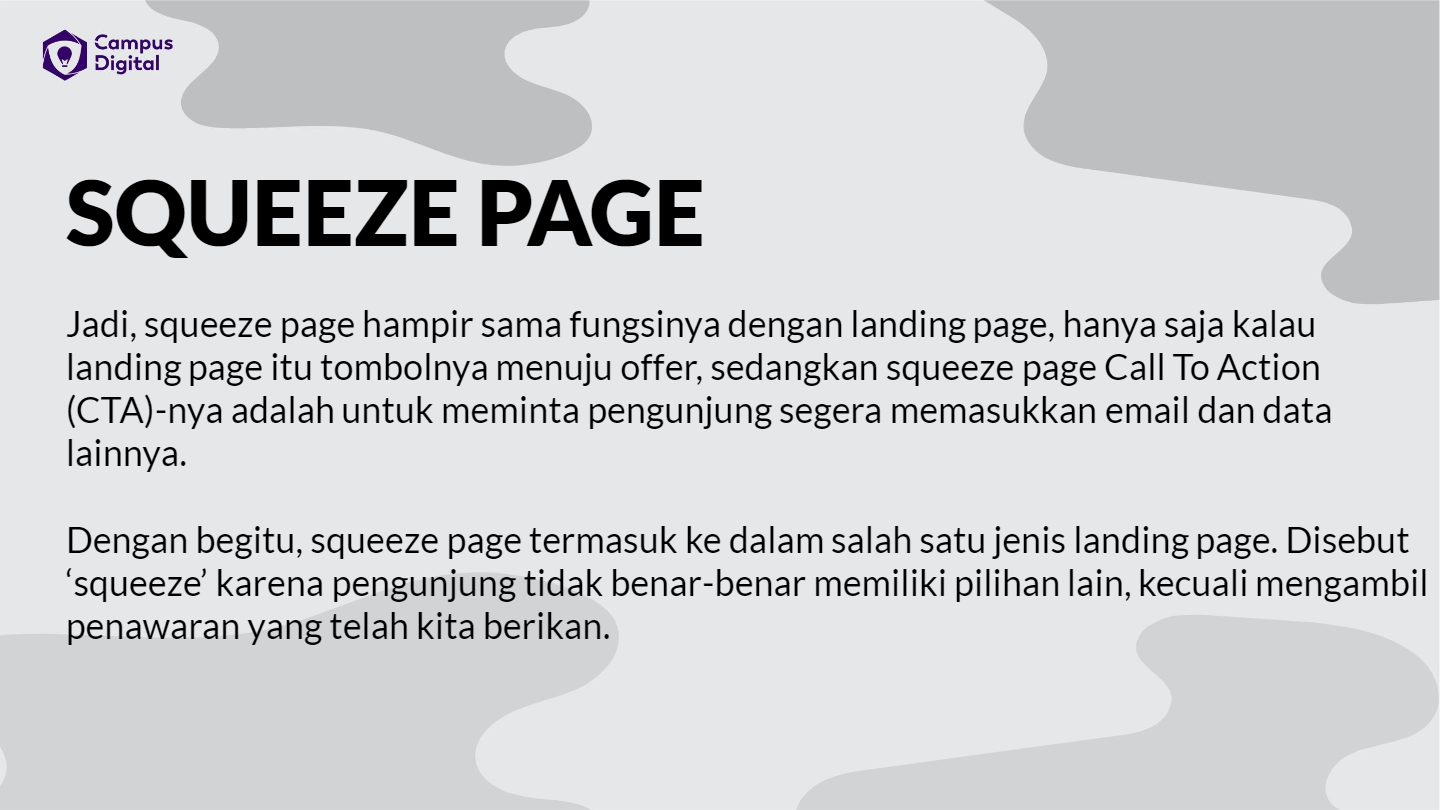 Campus
Digital
SQUEEZE PAGE
Jadi, squeeze page hampir sama fungsinya dengan landing page, hanya saja kalau
landing page itu tombolnya menuju offer, sedangkan squeeze page Call To Action
(CTA)-nya adalah untuk meminta pengunjung segera memasukkan email dan data
lainnya.
Dengan begitu, squeeze page termasuk ke dalam salah satu jenis landing page. Disebut
‘squeeze’ karena pengunjung tidak benar-benar memiliki pilihan lain, kecuali mengambil
penawaran yang telah kita berikan.